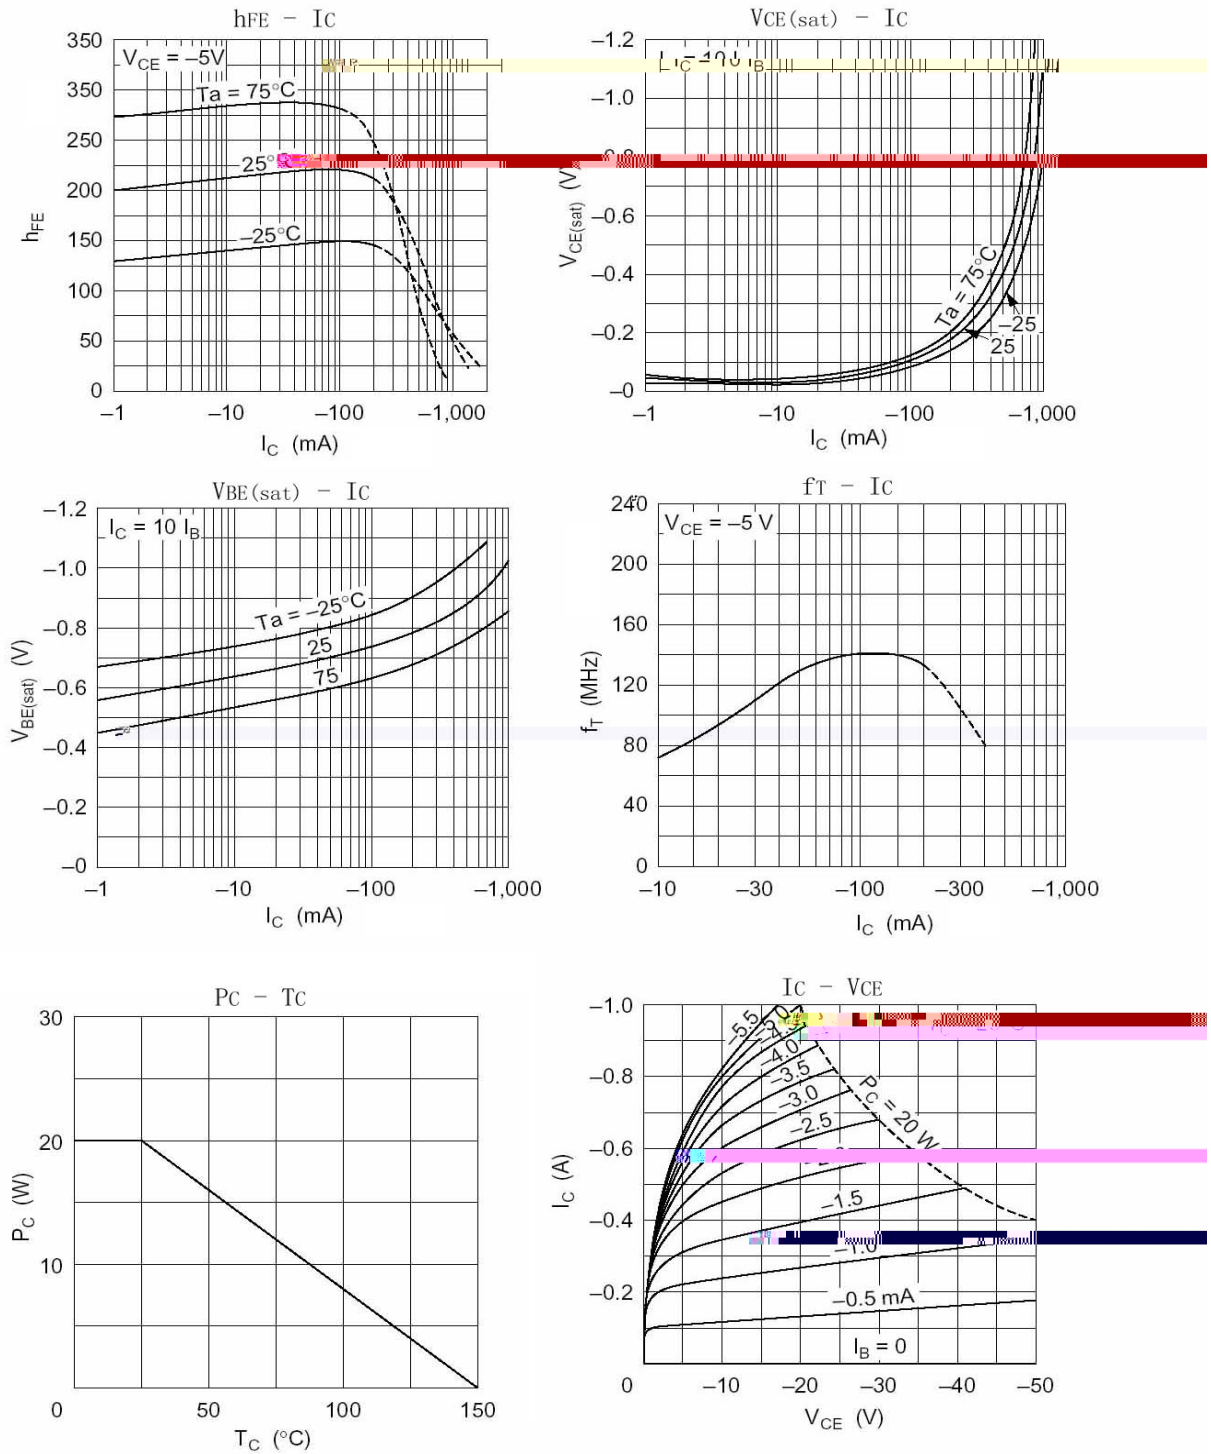 hFE - IC
350
350
250
200
150
100
50
0
hFE
VCE = –5V
Ta = 75°C
25°
–25°C
–1
–10
–100
–1,000
IC (mA)
VCE(sat) - IC
–1.2
–1.0
–0.6
–0.4
–0.2
–0
VCE(sat) (V
Ta = 75°C
–25
25
–1
–10
–100
–1,000
IC (mA)
VBE(sat) - IC
–1.2
–1.0
–0.8
–0.6
–0.4
–0.2
–0
VBE(sat) (V)
IC = 10 IB
Ta = –25°C
25
75
–1
–10
–100
–1,000
IC (mA)
fT - IC
240
200
160
120
80
40
0
fT (MHz)
VCE = –5 V
–10
–30
–100
–300
–1,000
IC (mA)
PC - TC
30
20
10
0
PC (W)
50
100
150
TC (°C)
IC - VCE
–1.0
–0.8
–0.6
–0.4
–0.2
0
IC (A)
–5.5
–4.0
–3.5
–3.0
–2.5
–1.5
–1.0
–0.5 mA
IB = 0
PC = 20 W
–10
–20
–30
–40
–50
VCE (V)